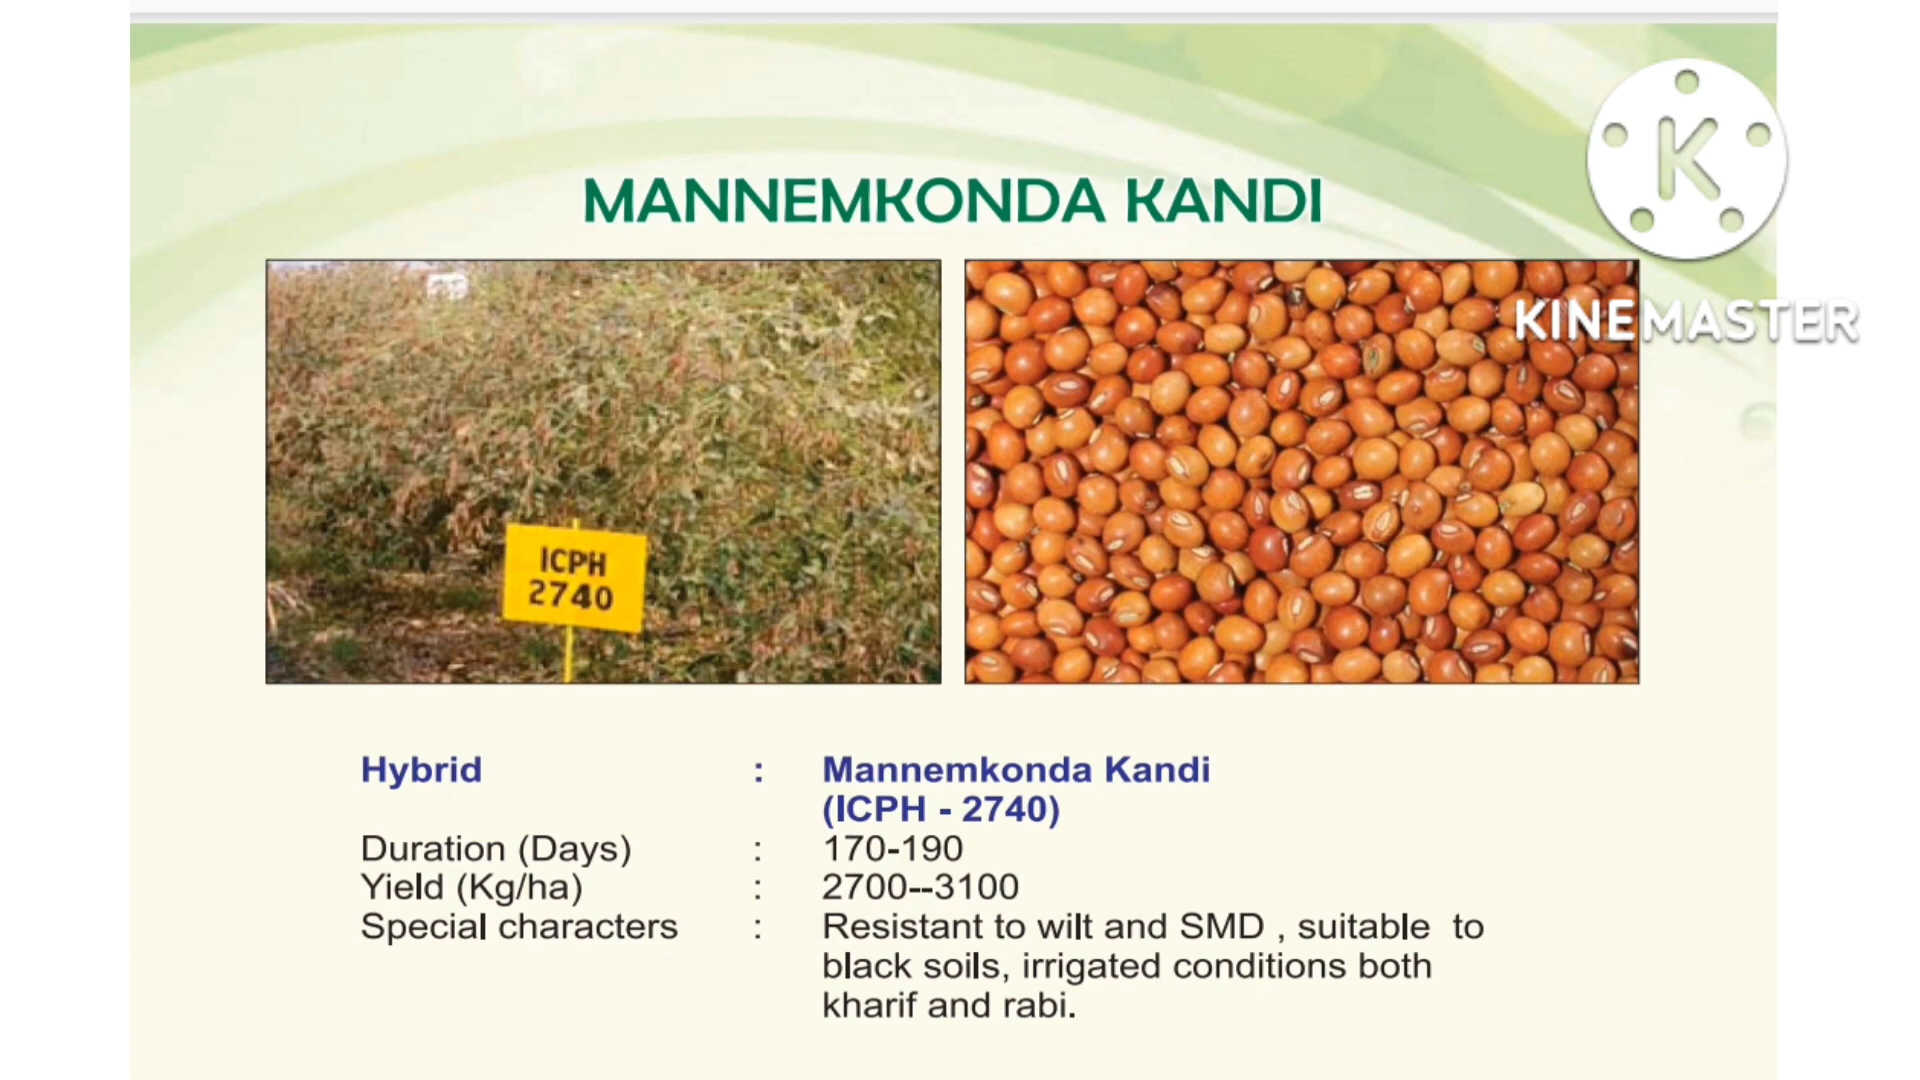 MANNEMKONDA KANDI
K
KINEMASTER
ICPH
2740
Hybrid : Mannemkonda Kandi
(ICPH - 2740)
Duration (Days) : 170-190
Yield (Kg/ha) : 2700--3100
Special characters : Resistant to wilt and SMD , suitable to
black soils, irrigated conditions both
kharif and rabi.